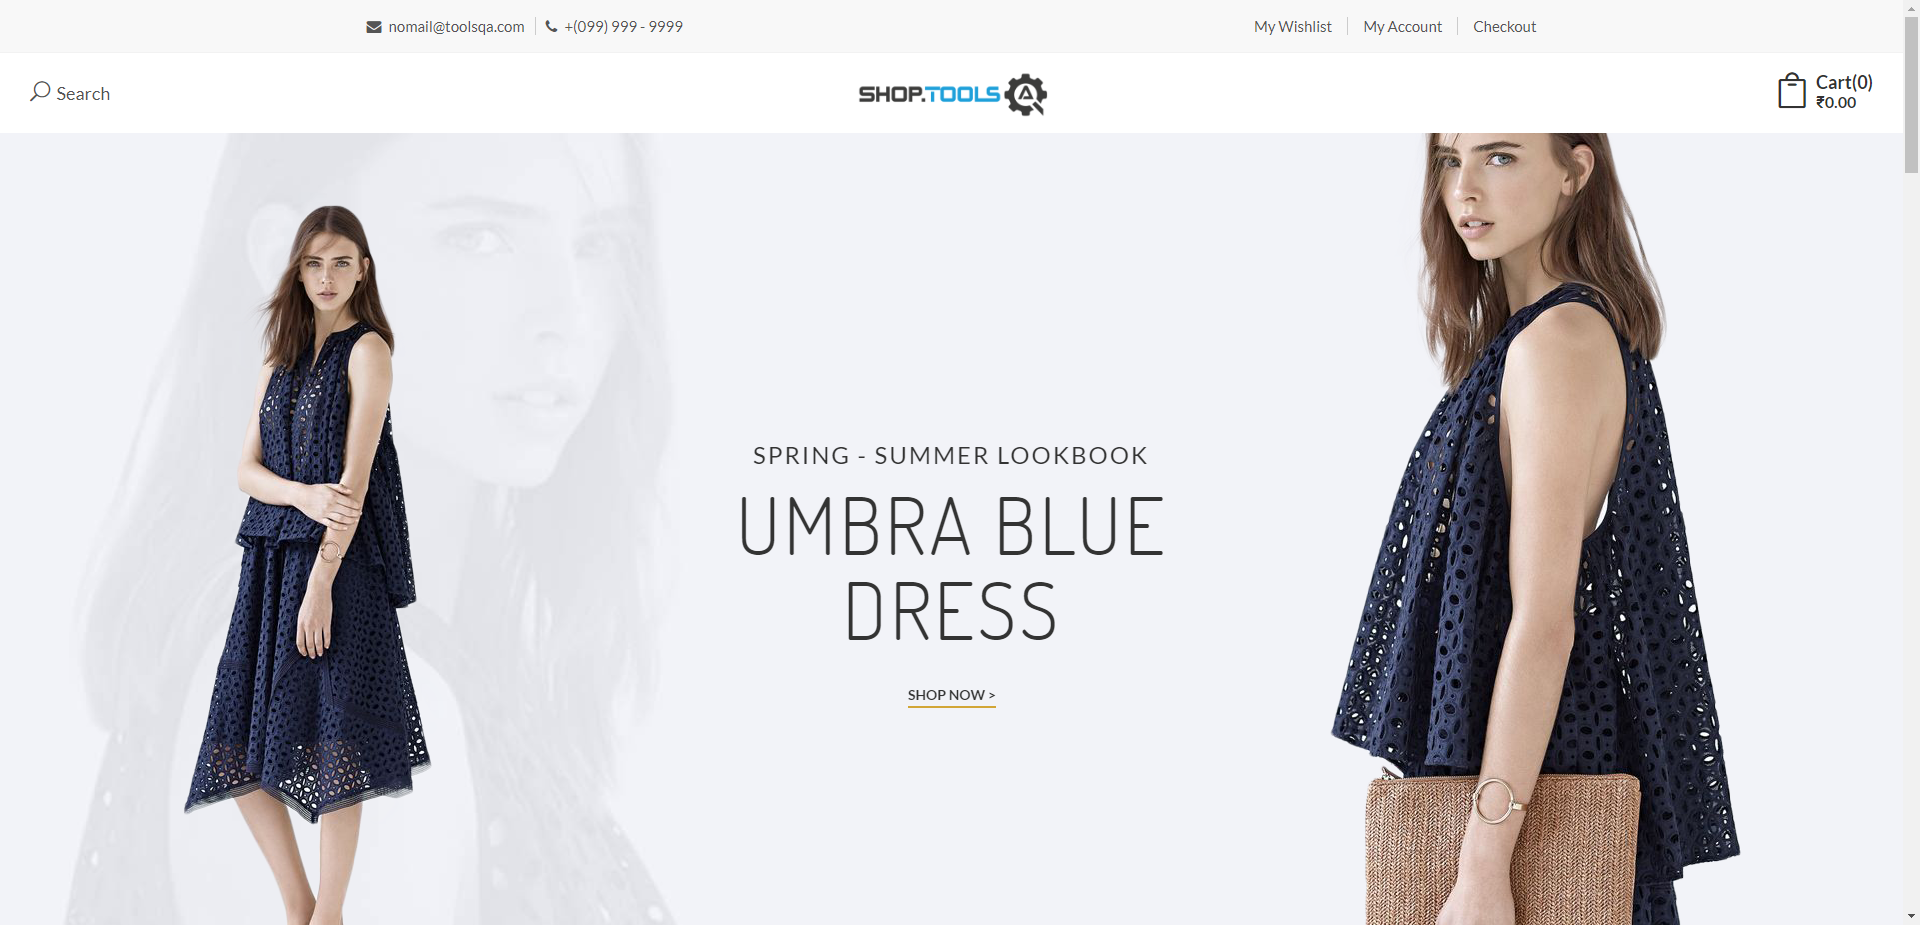 nomail@toolsqa.com
+(099) 999 - 9999
My Wishlist
My Account
Checkout
Search
SHOP.TOOLS
Cart(0)
₹0.00
SPRING - SUMMER LOOKBOOK
UMBRA BLUE
DRESS
SHOP NOW >